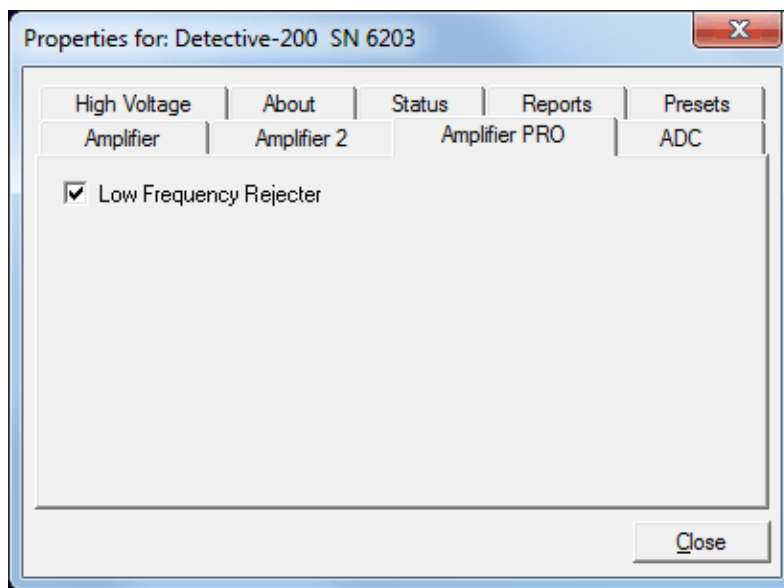 Properties for: Detective-200 SN 6203
High Voltage About Status Reports Presets
Amplifier Amplifier 2 Amplifier PRO ADC
Low Frequency Rejecter
Close